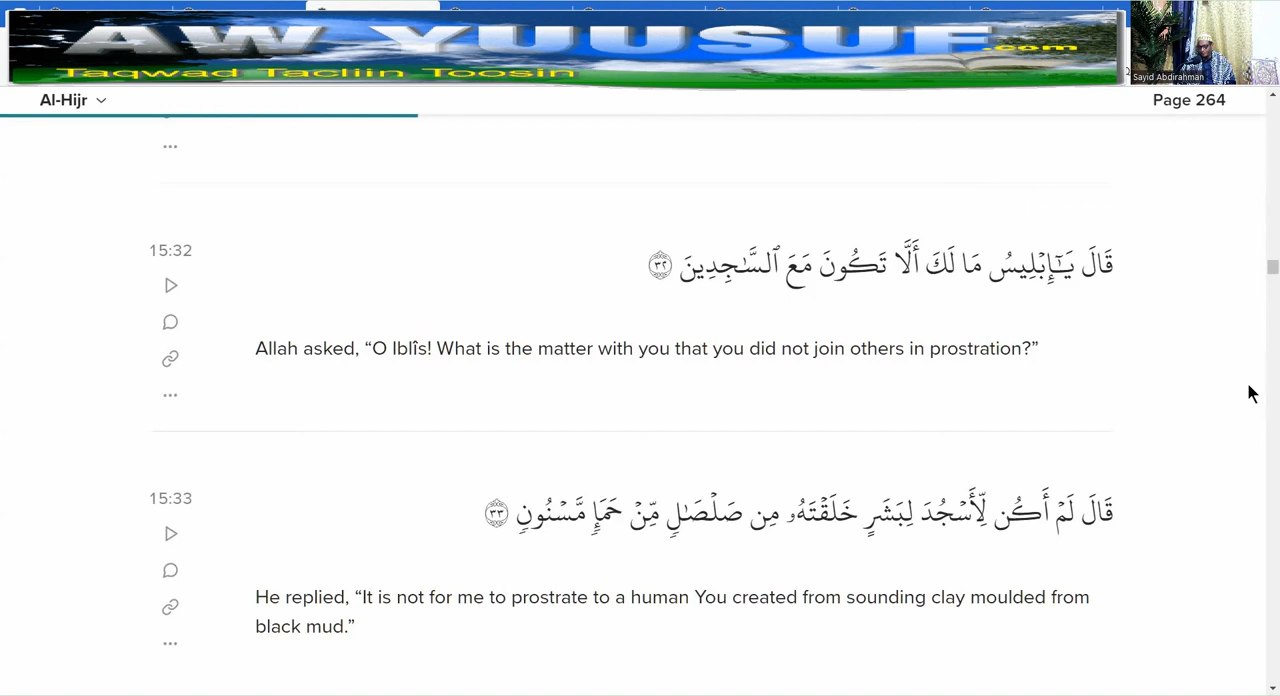 AW YUUSUF.com
Taqwad Tacliin Toosin
Sayid Abdirahman
Al-Hijr
Page 264
15:32
قَالَ يَـٰٓإِبْلِيسُ مَا لَكَ أَلَّا تَكُونَ مَعَ ٱلسَّـٰجِدِينَ ٣٢
Allah asked, “O Iblîs! What is the matter with you that you did not join others in prostration?”
15:33
قَالَ لَمْ أَكُن لِّأَسْجُدَ لِبَشَرٍ خَلَقْتَهُۥ مِن صَلْصَـٰلٍۢ مِّنْ حَمَإٍۢ مَّسْنُونٍۢ ٣٣
He replied, “It is not for me to prostrate to a human You created from sounding clay moulded from
black mud.”